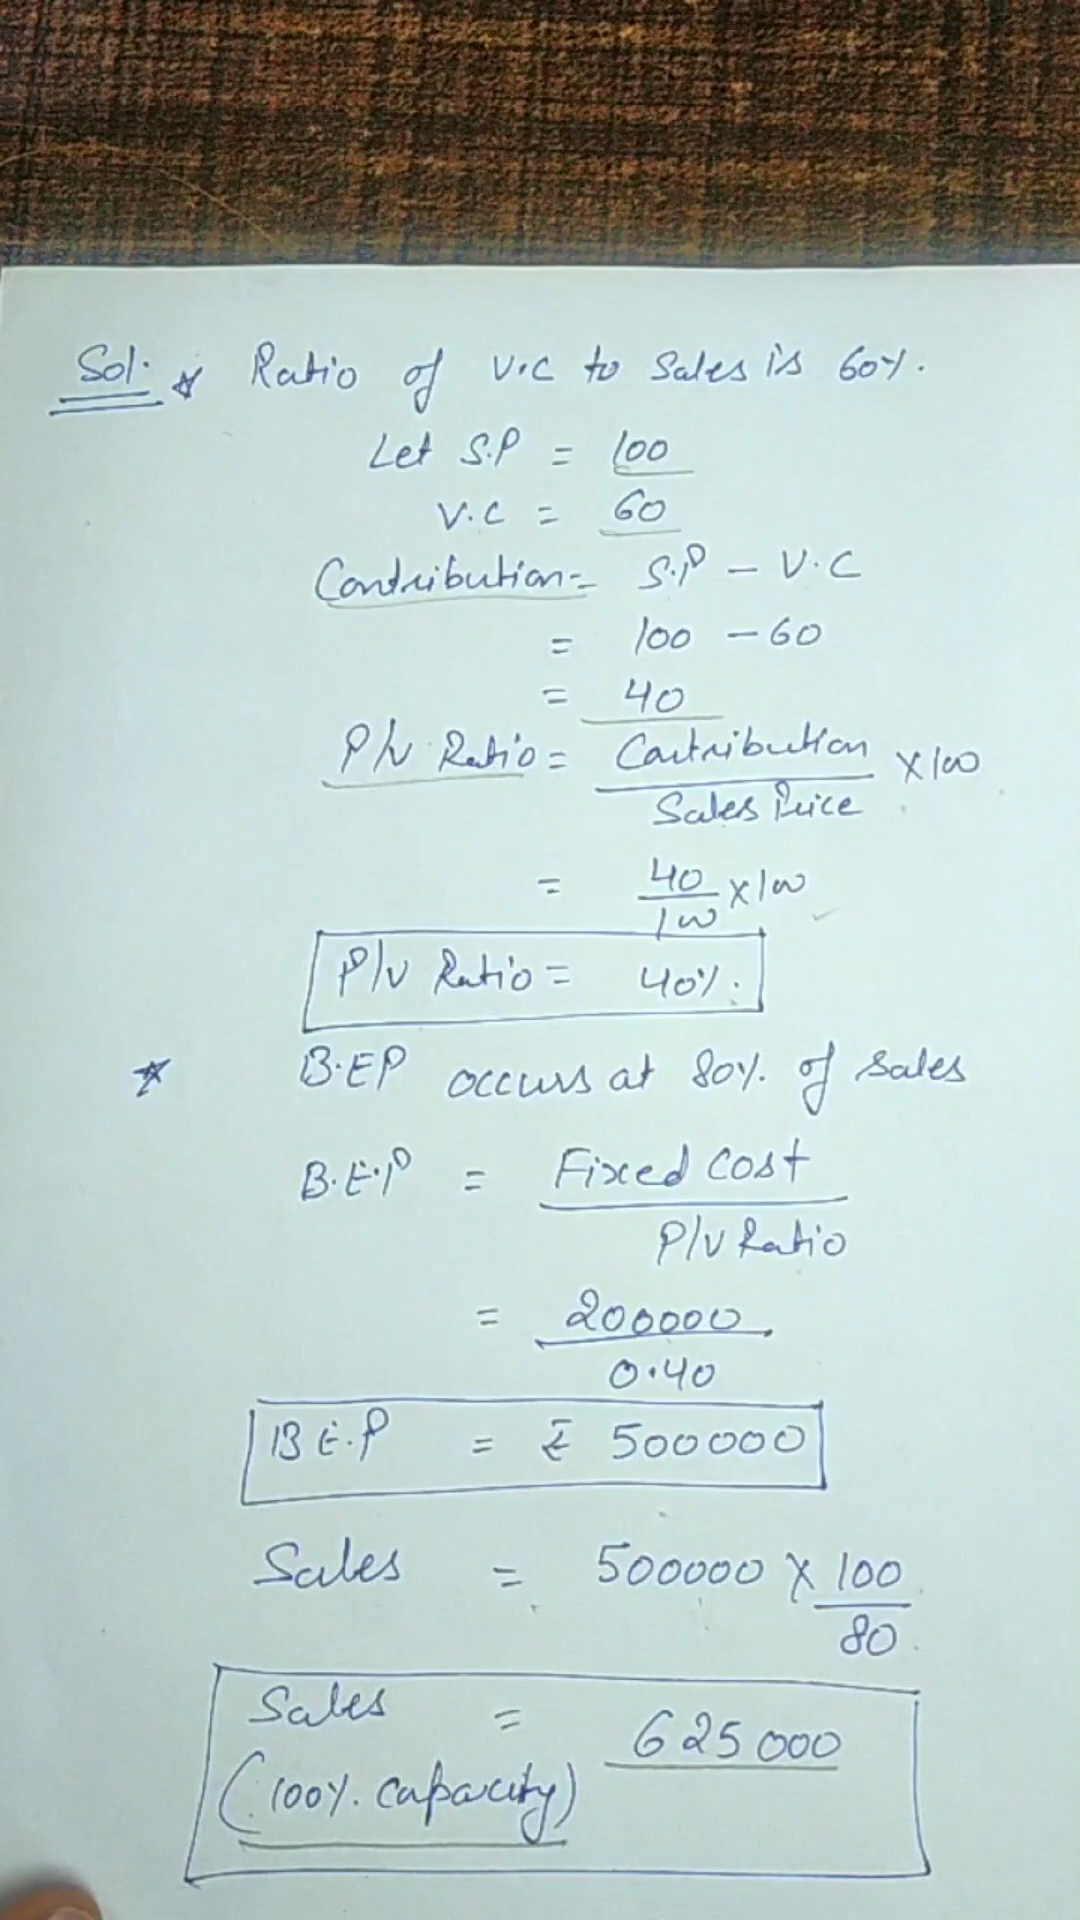 Sol. * Ratio of V.C to Sales is 60%.
Let S.P = 100
V.C = 60
Contribution = S.P - V.C
= 100 - 60
= 40
P/V Ratio = Contribution / Sales Price × 100
= 40/100 × 100
P/V Ratio = 40%.
* B.EP occurs at 80% of Sales
B.E.P = Fixed Cost / P/V Ratio
= 200000 / 0.40
B E.P = ₹ 500000
Sales = 500000 × 100/80
Sales = 625000
(100% capacity)